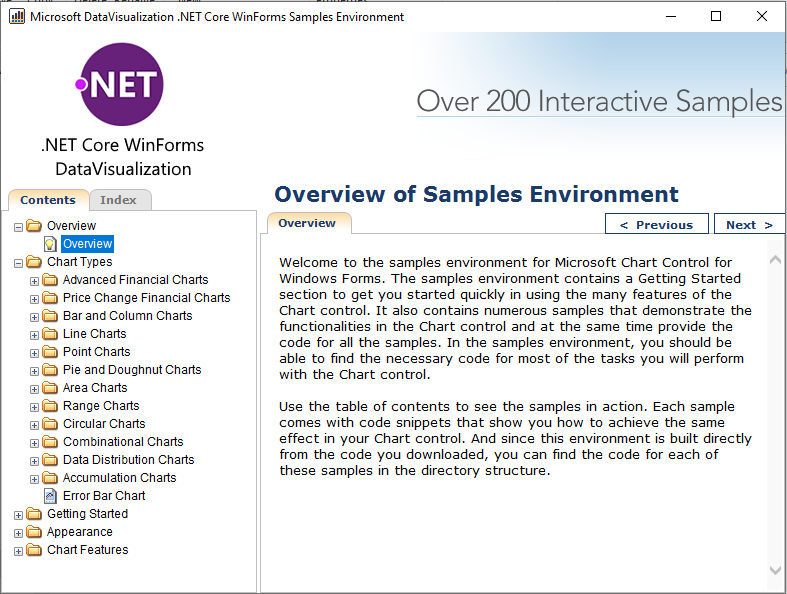 Microsoft DataVisualization .NET Core WinForms Samples Environment
.NET
.NET Core WinForms
DataVisualization
Over 200 Interactive Samples
Contents
Index
Overview
Overview
Chart Types
Advanced Financial Charts
Price Change Financial Charts
Bar and Column Charts
Line Charts
Point Charts
Pie and Doughnut Charts
Area Charts
Range Charts
Circular Charts
Combinational Charts
Data Distribution Charts
Accumulation Charts
Error Bar Chart
Getting Started
Appearance
Chart Features
Overview of Samples Environment
Overview
< Previous
Next >
Welcome to the samples environment for Microsoft Chart Control for
Windows Forms. The samples environment contains a Getting Started
section to get you started quickly in using the many features of the
Chart control. It also contains numerous samples that demonstrate the
functionalities in the Chart control and at the same time provide the
code for all the samples. In the samples environment, you should be
able to find the necessary code for most of the tasks you will perform
with the Chart control.
Use the table of contents to see the samples in action. Each sample
comes with code snippets that show you how to achieve the same
effect in your Chart control. And since this environment is built directly
from the code you downloaded, you can find the code for each of
these samples in the directory structure.